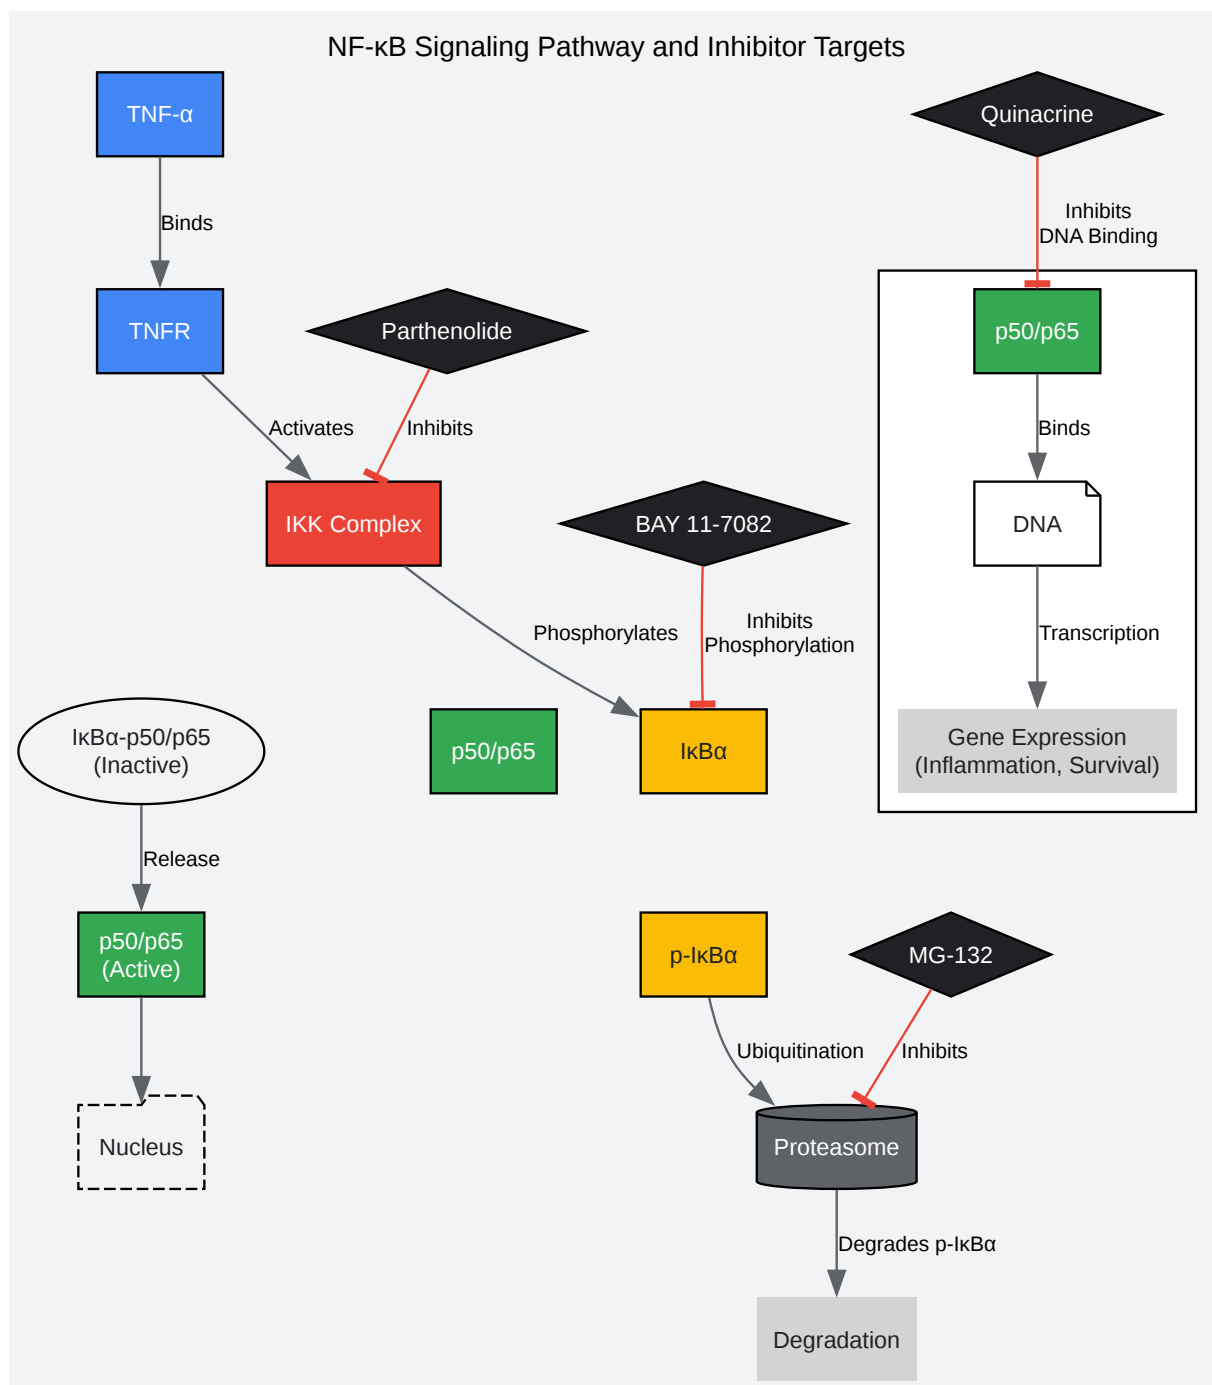 NF-κB Signaling Pathway and Inhibitor Targets
TNF-α
Quinacrine
Binds
Inhibits
DNA Binding
TNFR
Parthenolide
p50/p65
Activates
Inhibits
Binds
IKK Complex
BAY 11-7082
DNA
Phosphorylates
Inhibits
Phosphorylation
Transcription
IκBα-p50/p65
(Inactive)
p50/p65
IκBα
Gene Expression
(Inflammation, Survival)
Release
p50/p65
(Active)
p-IκBα
MG-132
Ubiquitination
Inhibits
Nucleus
Proteasome
Degrades p-IκBα
Degradation